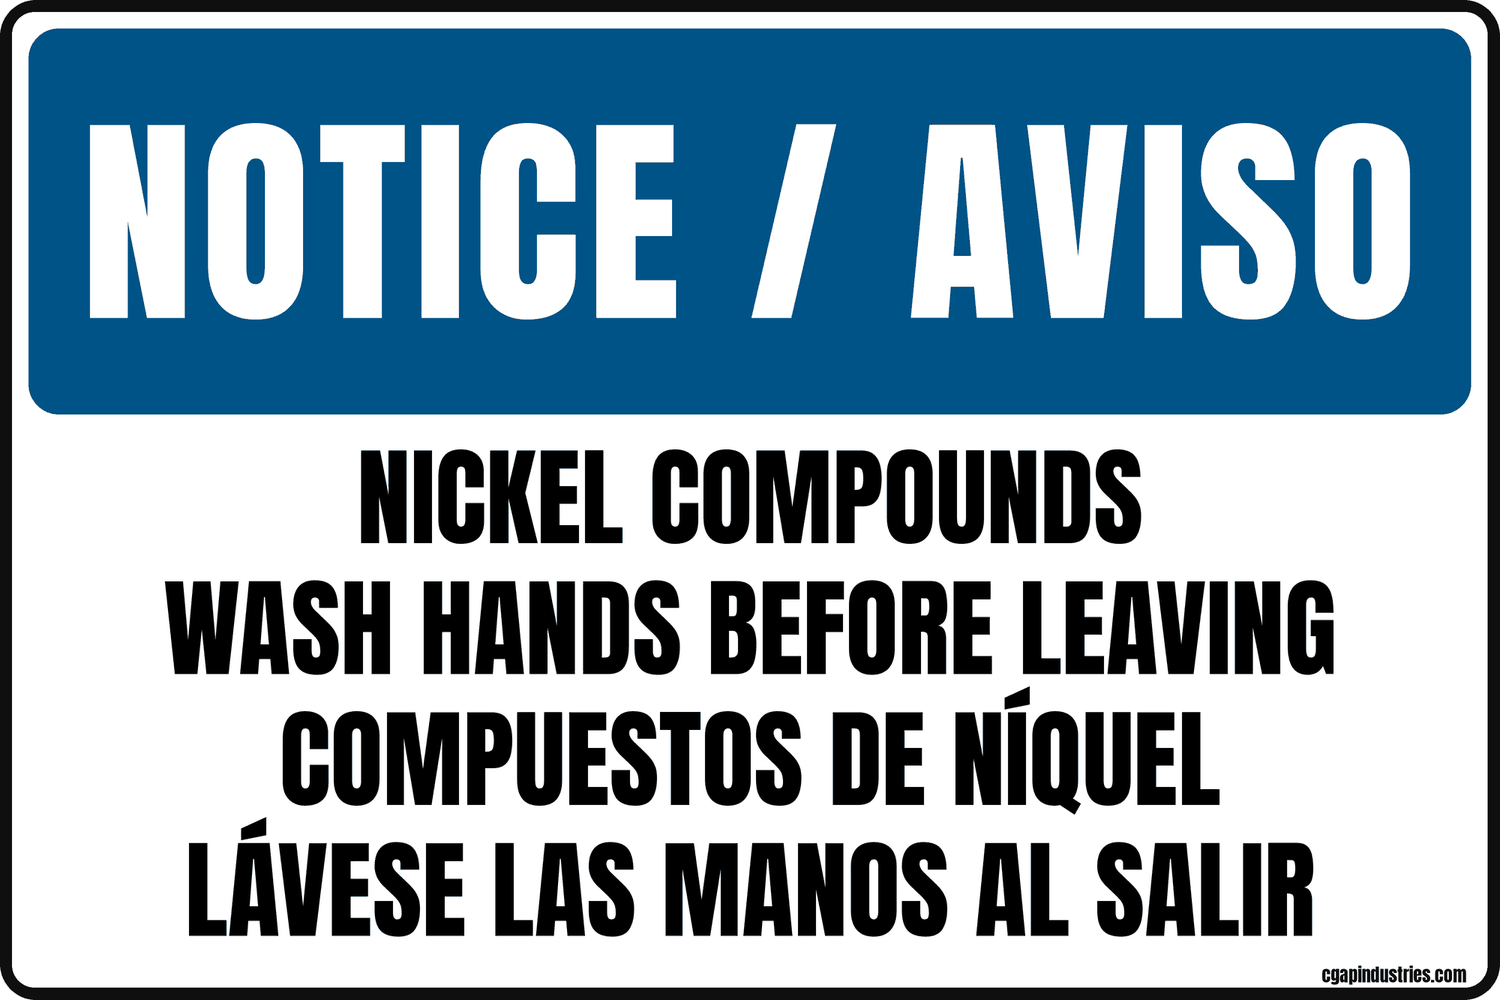 NOTICE / AVISO
NICKEL COMPOUNDS
WASH HANDS BEFORE LEAVING
COMPUESTOS DE NÍQUEL
LÁVESE LAS MANOS AL SALIR
cgapindustries.com